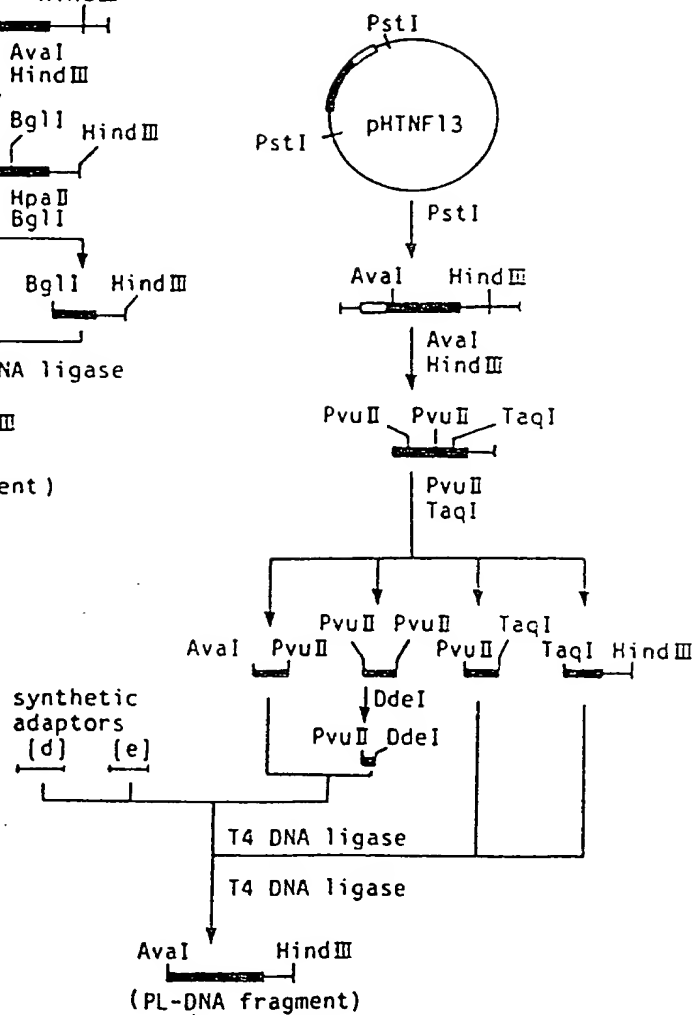 AvaI
HindⅢ
BglI
HindⅢ
HpaⅡ
BglI
BglI HindⅢ
NA ligase
Ⅲ
ent)
PstI
pHTNF13
PstI
PstI
AvaI HindⅢ
AvaI
HindⅢ
PvuⅡ PvuⅡ TaqI
PvuⅡ
TaqI
AvaI PvuⅡ
PvuⅡ PvuⅡ
PvuⅡ TaqI
TaqI HindⅢ
DdeI
PvuⅡ DdeI
synthetic
adaptors
[d] [e]
T4 DNA ligase
T4 DNA ligase
AvaI HindⅢ
(PL-DNA fragment)